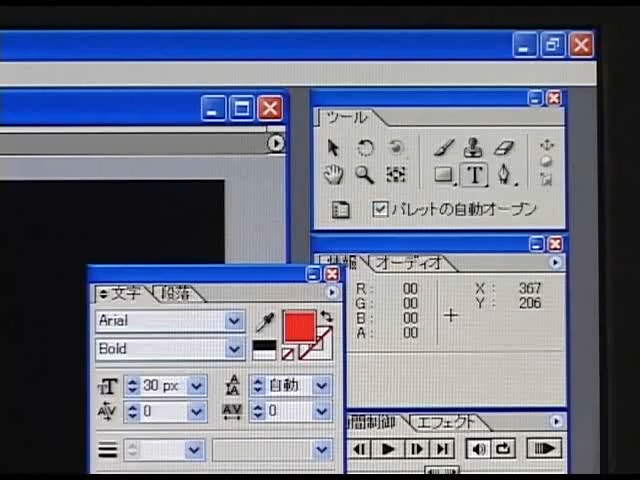 ツール
T
パレットの自動オープン
情報 オーディオ
R: 00
G: 00
B: 00
A: 00
X: 367
Y: 206
文字 段落
Arial
Bold
30 px
自動
0
0
間制御 エフェクト